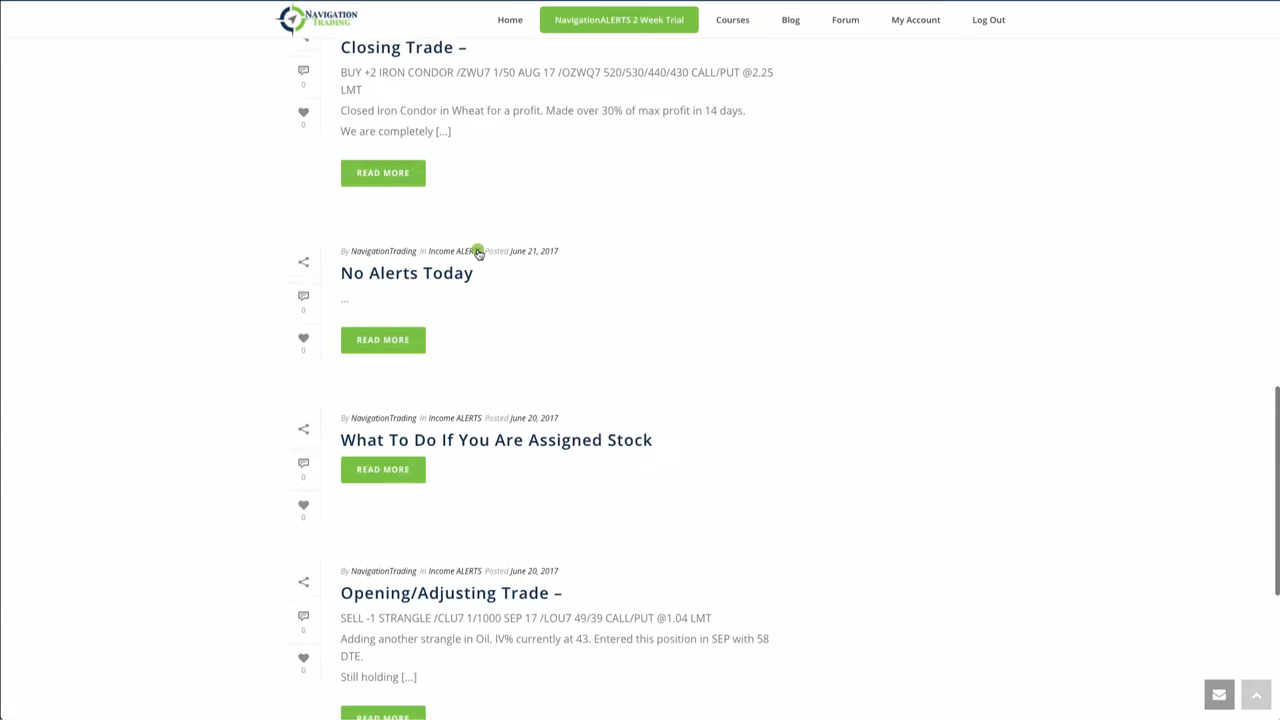 NAVIGATION
TRADING
Home
NavigationALERTS 2 Week Trial
Courses
Blog
Forum
My Account
Log Out
Closing Trade –
0
BUY +2 IRON CONDOR /ZWU7 1/50 AUG 17 /OZWQ7 520/530/440/430 CALL/PUT @2.25
LMT
0
Closed Iron Condor in Wheat for a profit. Made over 30% of max profit in 14 days.
We are completely [...]
READ MORE
By NavigationTrading In Income Posted June 21, 2017
No Alerts Today
0
...
0
READ MORE
By NavigationTrading In Income ALERTS Posted June 20, 2017
What To Do If You Are Assigned Stock
0
READ MORE
0
By NavigationTrading In Income ALERTS Posted June 20, 2017
Opening/Adjusting Trade –
0
SELL -1 STRANGLE /CLU7 1/1000 SEP 17 /LOU7 49/39 CALL/PUT @1.04 LMT
Adding another strangle in Oil. IV% currently at 43. Entered this position in SEP with 58
DTE.
0
Still holding [...]
READ MORE